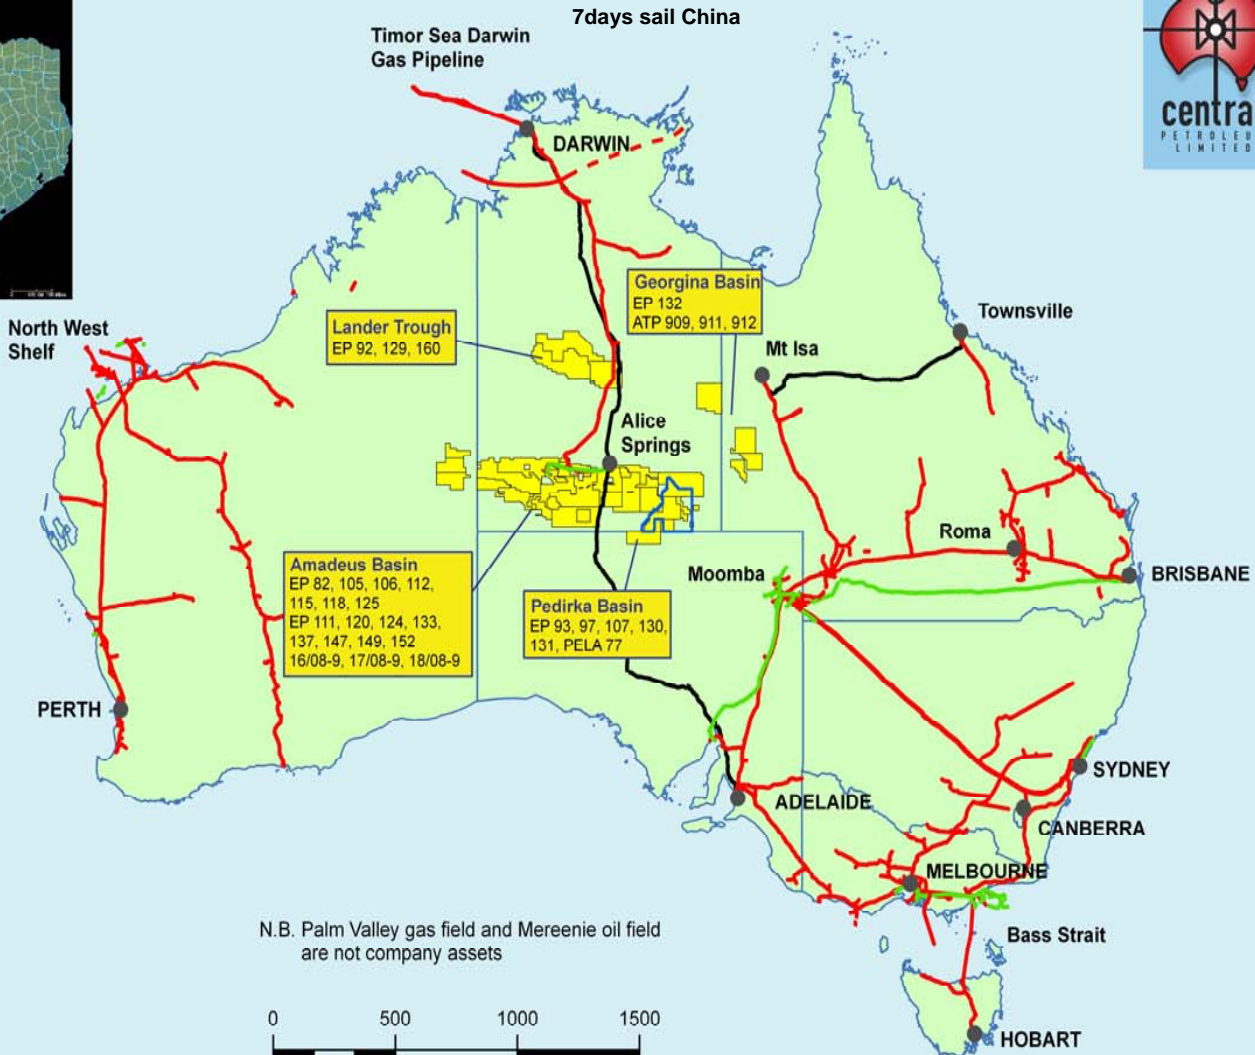 7days sail China
Timor Sea Darwin
Gas Pipeline
centra
PETROLEU
LIMITED
DARWIN
Georgina Basin
EP 132
ATP 909, 911, 912
North West
Shelf
Lander Trough
EP 92, 129, 160
Townsville
Mt Isa
Alice
Springs
Roma
Amadeus Basin
EP 82, 105, 106, 112,
115, 118, 125
EP 111, 120, 124, 133,
137, 147, 149, 152
16/08-9, 17/08-9, 18/08-9
Moomba
BRISBANE
Pedirka Basin
EP 93, 97, 107, 130,
131, PELA 77
PERTH
SYDNEY
ADELAIDE
CANBERRA
MELBOURNE
N.B. Palm Valley gas field and Mereenie oil field
are not company assets
Bass Strait
0 500 1000 1500
HOBART